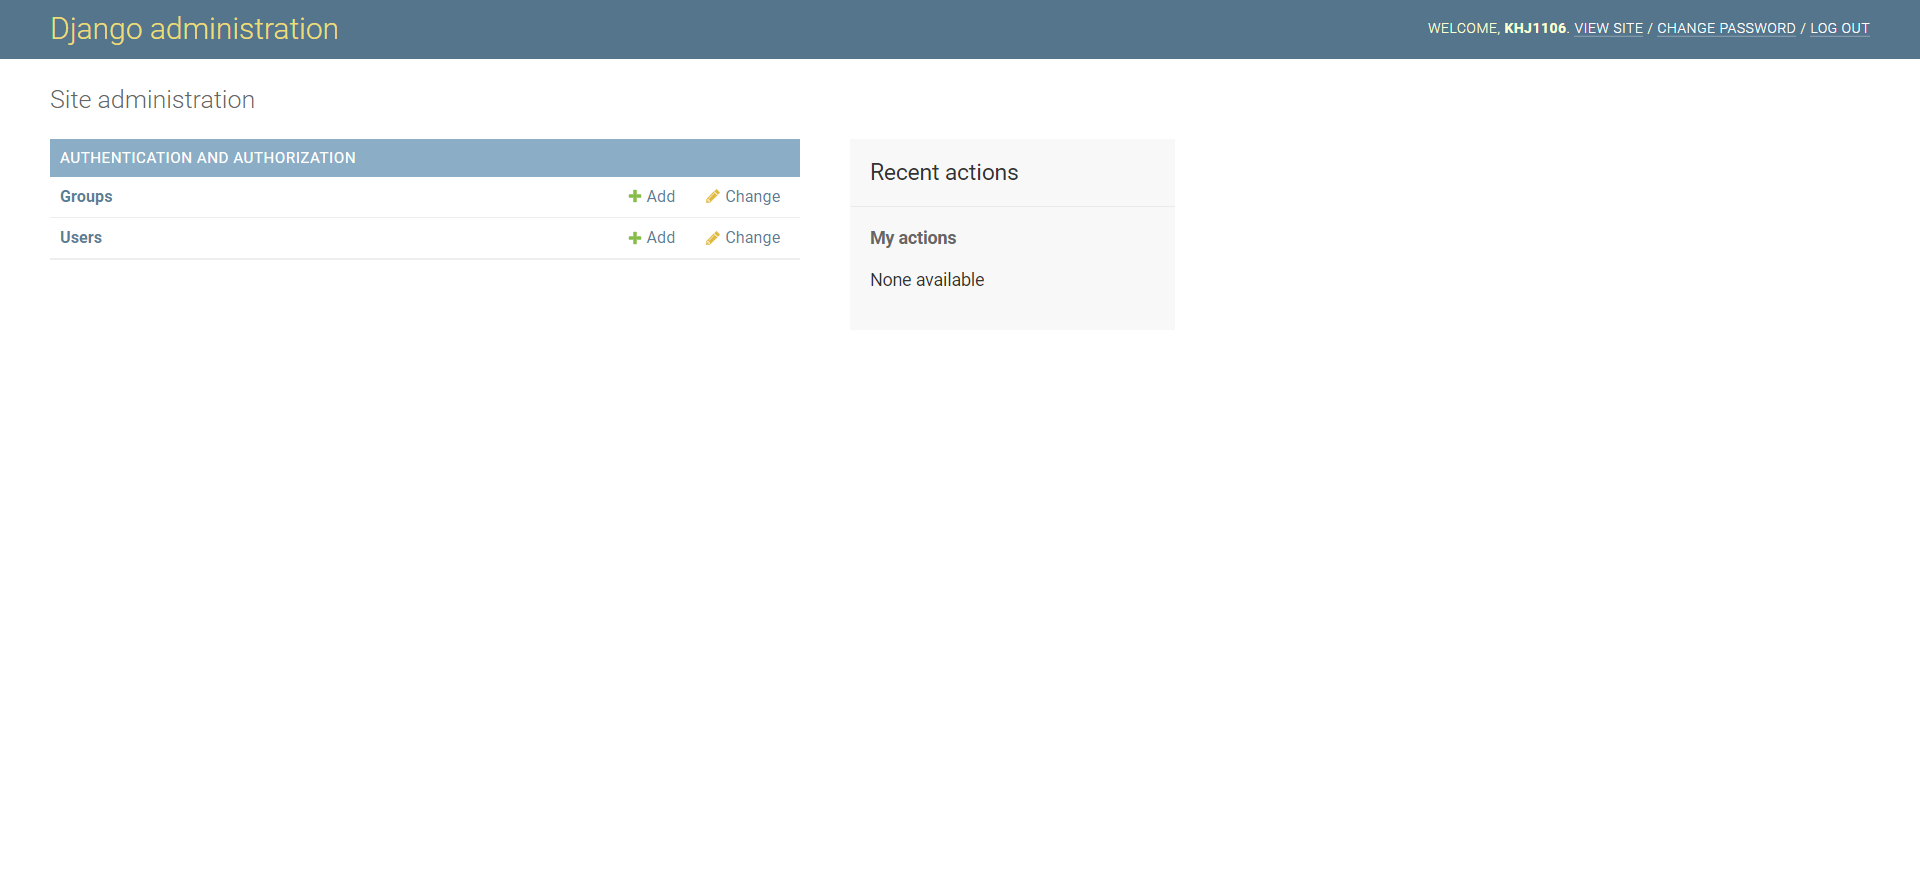 Django administration
WELCOME, KHJ1106. VIEW SITE / CHANGE PASSWORD / LOG OUT
Site administration
AUTHENTICATION AND AUTHORIZATION
Groups Add Change
Users Add Change
Recent actions
My actions
None available